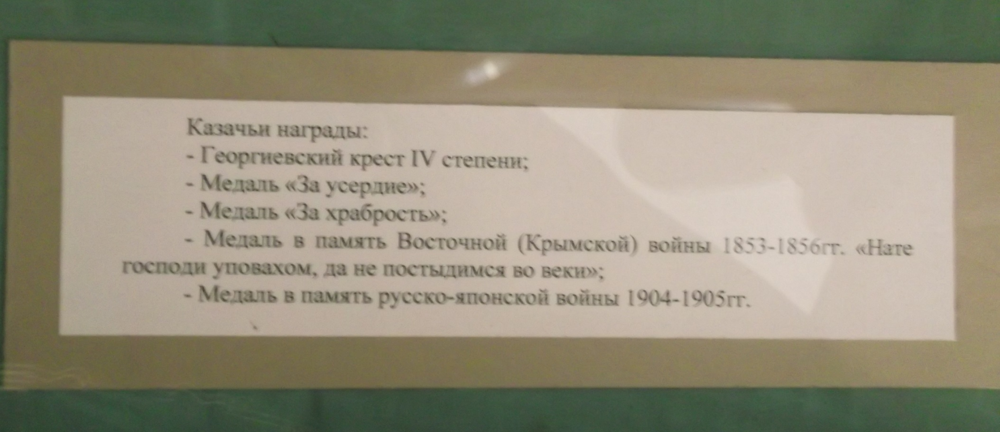 Казачьи награды:
- Георгиевский крест IV степени;
- Медаль «За усердие»;
- Медаль «За храбрость»;
- Медаль в память Восточной (Крымской) войны 1853-1856гг. «Нате
господи уповахом, да не постыдимся во веки»;
- Медаль в память русско-японской войны 1904-1905гг.